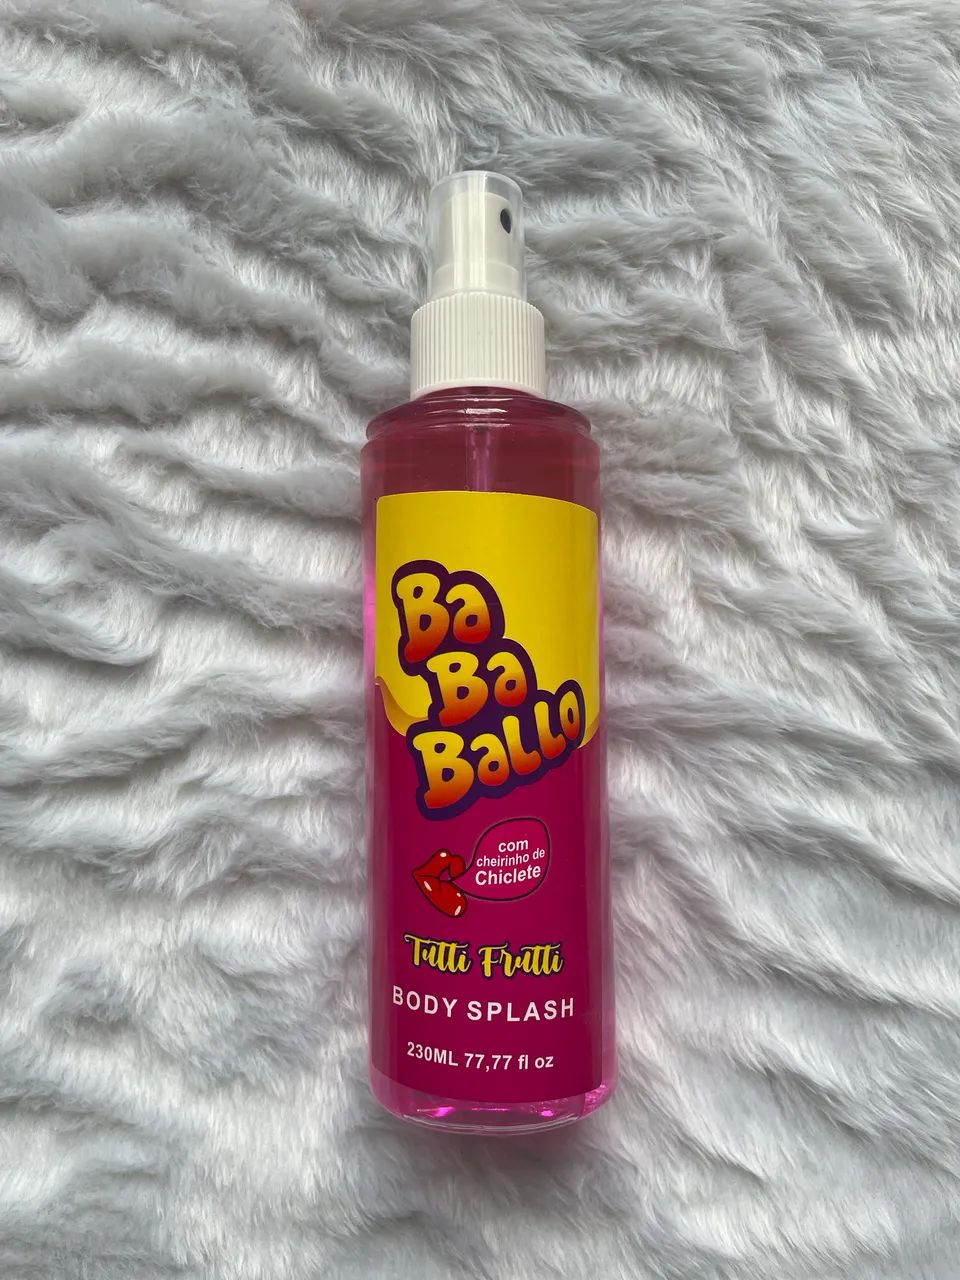 Ba
Ba
Ballo
com
cheirinho de
Chiclete
Tutti Frutti
BODY SPLASH
230ML 77,77 fl oz